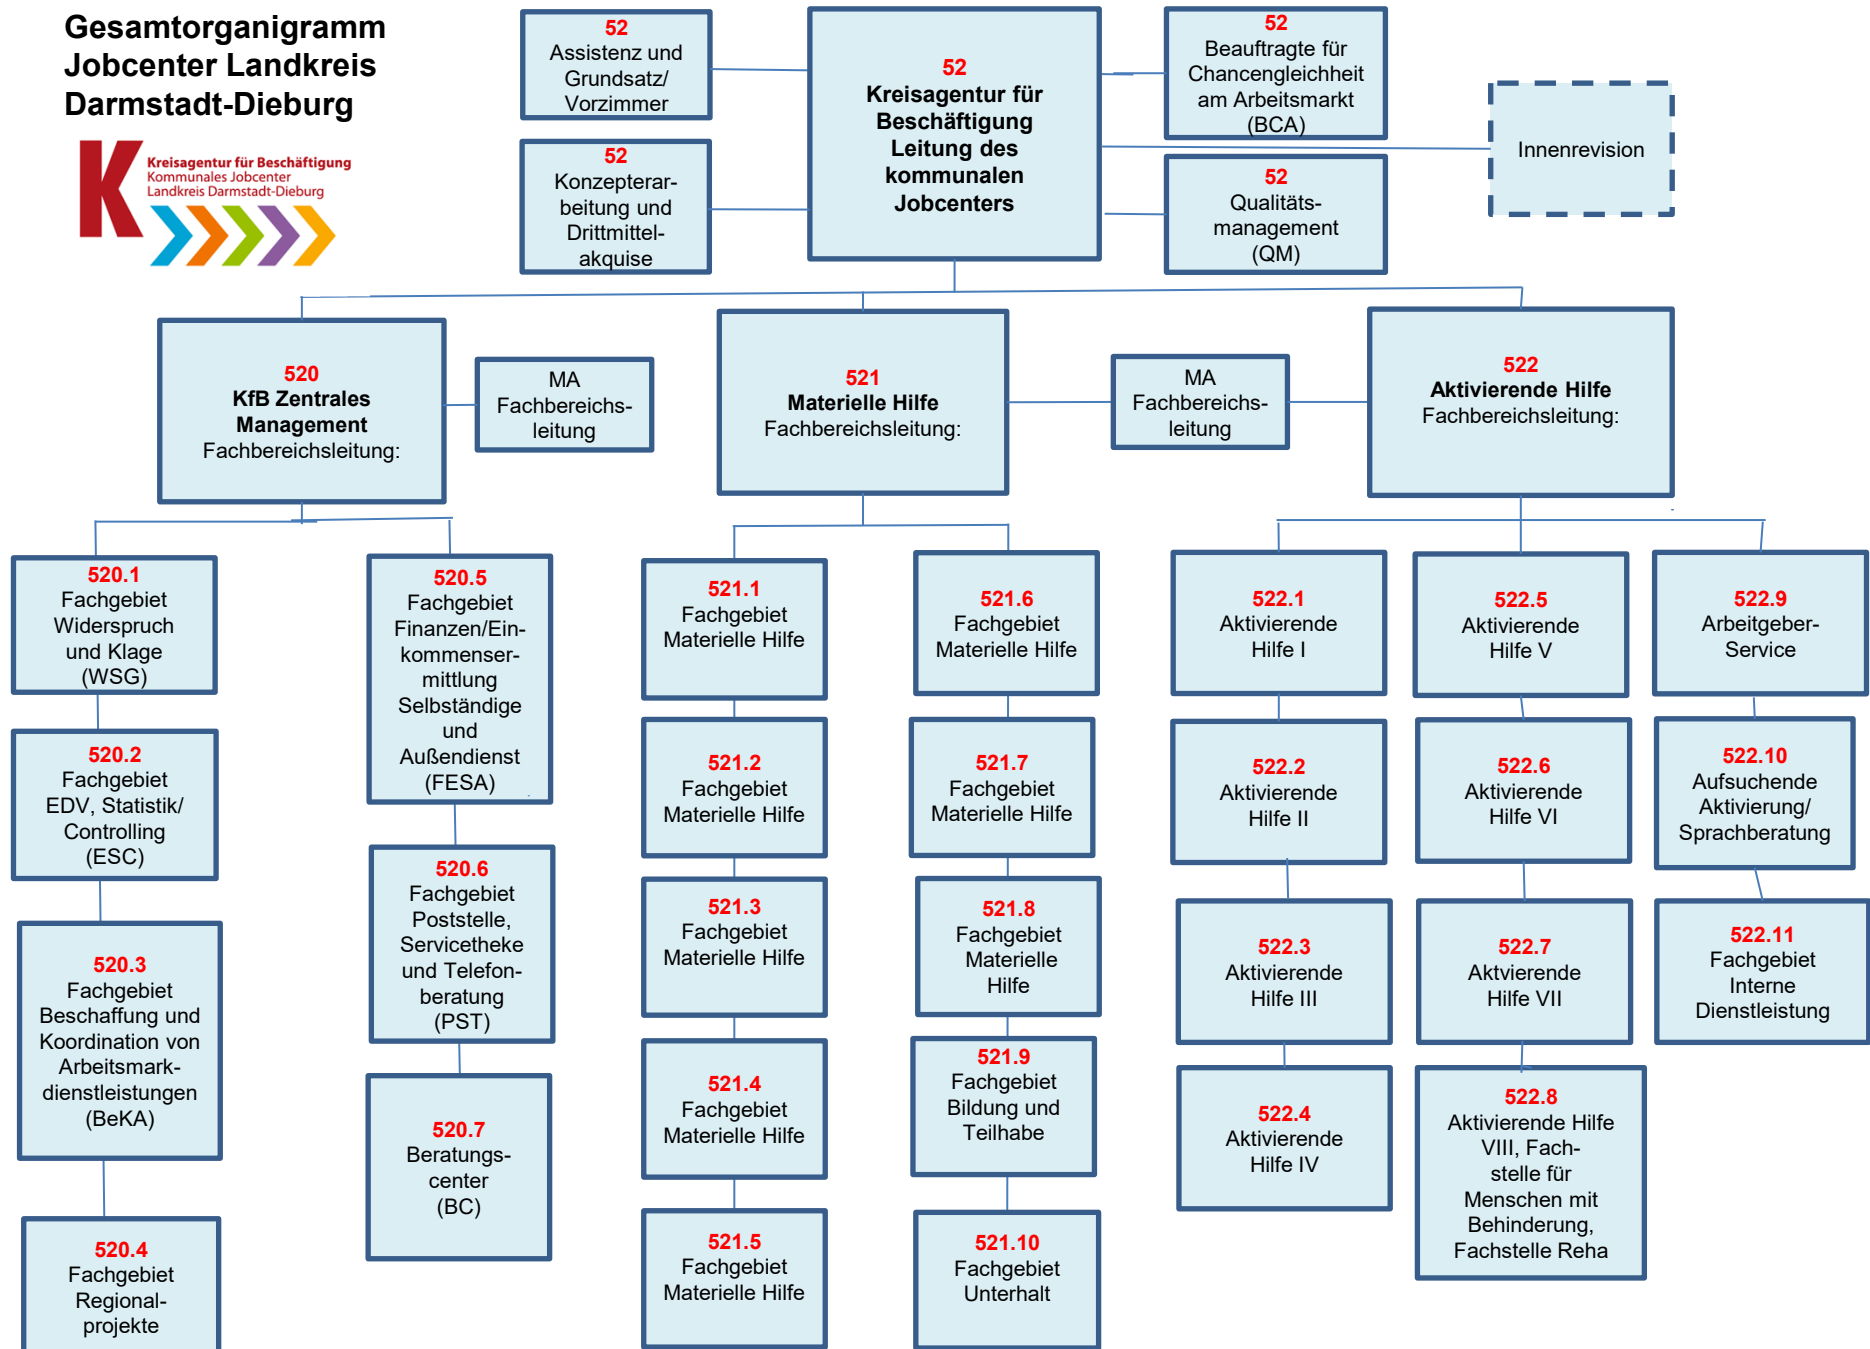 Gesamtorganigramm
Jobcenter Landkreis
Darmstadt-Dieburg
K
Kreisagentur für Beschäftigung
Kommunales Jobcenter
Landkreis Darmstadt-Dieburg
52
Assistenz und
Grundsatz/
Vorzimmer
52
Konzepterar-
beitung und
Drittmittel-
akquise
52
Kreisagentur für
Beschäftigung
Leitung des
kommunalen
Jobcenters
52
Beauftragte für
Chancengleichheit
am Arbeitsmarkt
(BCA)
52
Qualitäts-
management
(QM)
Innenrevision
520
KfB Zentrales
Management
Fachbereichsleitung:
MA
Fachbereichs-
leitung
521
Materielle Hilfe
Fachbereichsleitung:
MA
Fachbereichs-
leitung
522
Aktivierende Hilfe
Fachbereichsleitung:
520.1
Fachgebiet
Widerspruch
und Klage
(WSG)
520.2
Fachgebiet
EDV, Statistik/
Controlling
(ESC)
520.3
Fachgebiet
Beschaffung und
Koordination von
Arbeitsmark-
dienstleistungen
(BeKA)
520.4
Fachgebiet
Regional-
projekte
520.5
Fachgebiet
Finanzen/Ein-
kommenser-
mittlung
Selbständige
und
Außendienst
(FESA)
520.6
Fachgebiet
Poststelle,
Servicetheke
und Telefon-
beratung
(PST)
520.7
Beratungs-
center
(BC)
521.1
Fachgebiet
Materielle Hilfe
521.2
Fachgebiet
Materielle Hilfe
521.3
Fachgebiet
Materielle Hilfe
521.4
Fachgebiet
Materielle Hilfe
521.5
Fachgebiet
Materielle Hilfe
521.6
Fachgebiet
Materielle Hilfe
521.7
Fachgebiet
Materielle Hilfe
521.8
Fachgebiet
Materielle
Hilfe
521.9
Fachgebiet
Bildung und
Teilhabe
521.10
Fachgebiet
Unterhalt
522.1
Aktivierende
Hilfe I
522.2
Aktivierende
Hilfe II
522.3
Aktivierende
Hilfe III
522.4
Aktivierende
Hilfe IV
522.5
Aktivierende
Hilfe V
522.6
Aktivierende
Hilfe VI
522.7
Aktvierende
Hilfe VII
522.8
Aktivierende Hilfe
VIII, Fach-
stelle für
Menschen mit
Behinderung,
Fachstelle Reha
522.9
Arbeitgeber-
Service
522.10
Aufsuchende
Aktivierung/
Sprachberatung
522.11
Fachgebiet
Interne
Dienstleistung